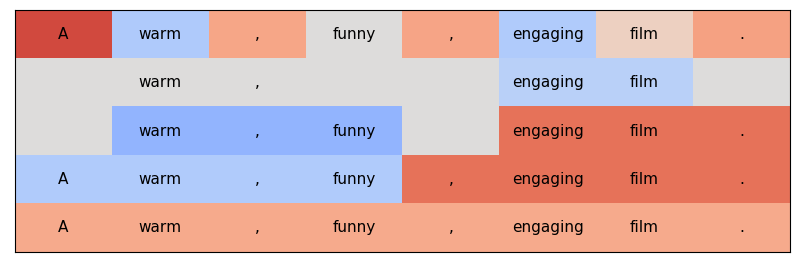 A warm , funny , engaging film .
warm , engaging film
warm , funny engaging film .
A warm , funny , engaging film .
A warm , funny , engaging film .